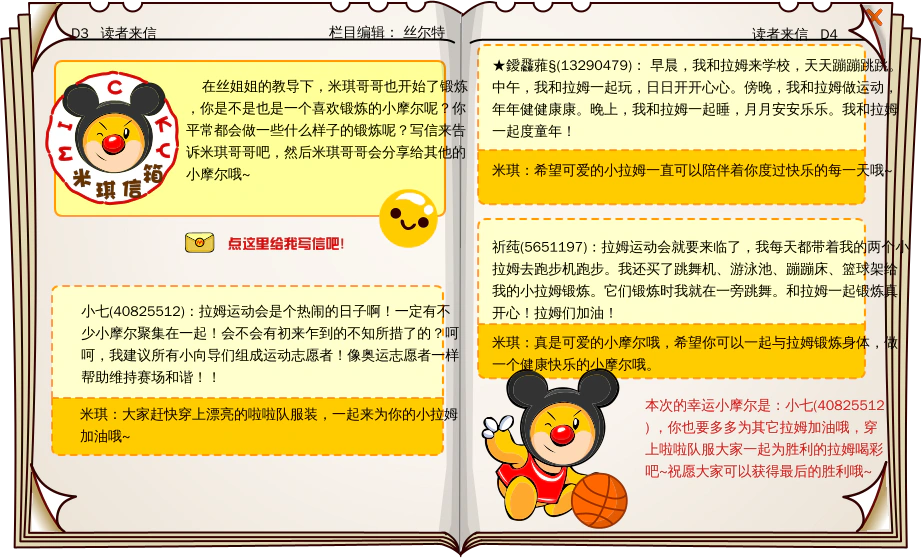 D3 读者来信
栏目编辑： 丝尔特
MICKY
米琪信箱
在丝姐姐的教导下，米琪哥哥也开始了锻炼
，你是不是也是一个喜欢锻炼的小摩尔呢？你
平常都会做一些什么样子的锻炼呢？写信来告
诉米琪哥哥吧，然后米琪哥哥会分享给其他的
小摩尔哦~
点这里给我写信吧！
小七(40825512)：拉姆运动会是个热闹的日子啊！一定有不
少小摩尔聚集在一起！会不会有初来乍到的不知所措了的？呵
呵，我建议所有小向导们组成运动志愿者！像奥运志愿者一样
帮助维持赛场和谐！！
米琪：大家赶快穿上漂亮的啦啦队服装，一起来为你的小拉姆
加油哦~
读者来信 D4
(13290479)： 早晨，我和拉姆来学校，天天蹦蹦跳跳。
中午，我和拉姆一起玩，日日开开心心。傍晚，我和拉姆做运动，
年年健健康康。晚上，我和拉姆一起睡，月月安安乐乐。我和拉姆
一起度童年！
米琪：希望可爱的小拉姆一直可以陪伴着你度过快乐的每一天哦~
祈莼(5651197)：拉姆运动会就要来临了，我每天都带着我的两个小
拉姆去跑步机跑步。我还买了跳舞机、游泳池、蹦蹦床、篮球架给
我的小拉姆锻炼。它们锻炼时我就在一旁跳舞。和拉姆一起锻炼真
开心！拉姆们加油！
米琪：真是可爱的小摩尔哦，希望你可以一起与拉姆锻炼身体，做
一个健康快乐的小摩尔哦。
本次的幸运小摩尔是：小七(40825512
)，你也要多多为其它拉姆加油哦，穿
上啦啦队服大家一起为胜利的拉姆喝彩
吧~祝愿大家可以获得最后的胜利哦~